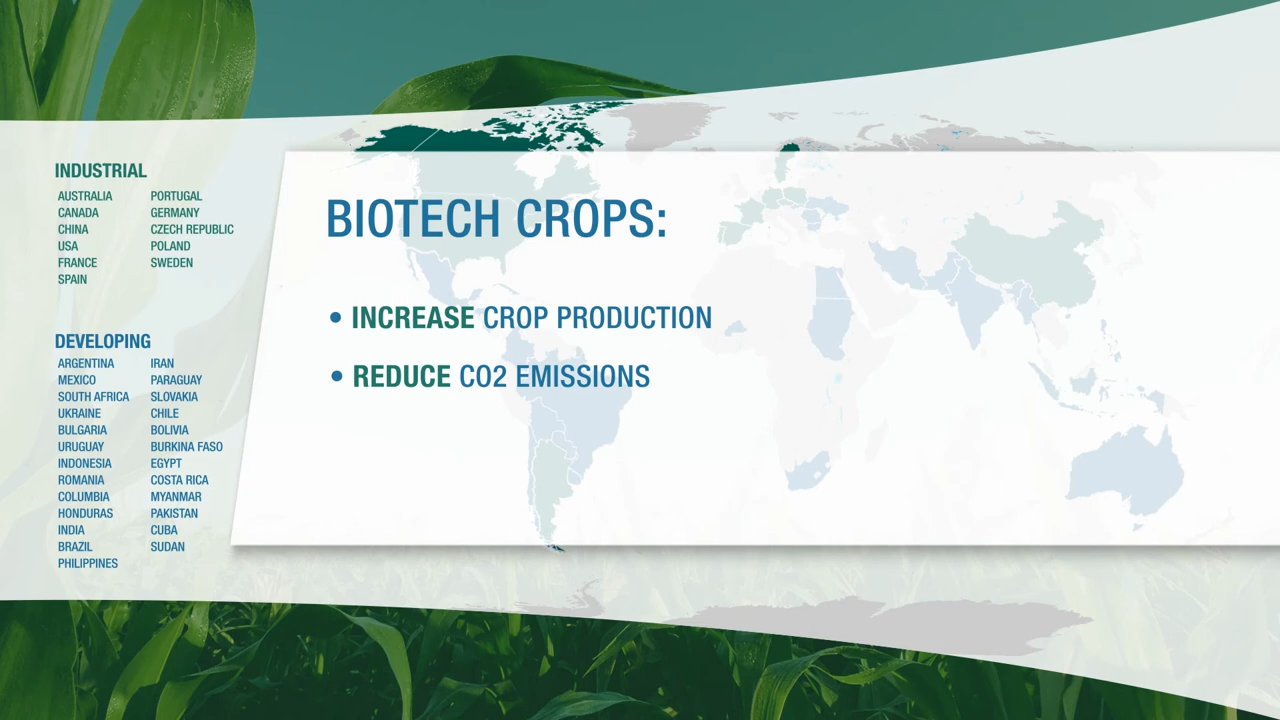 INDUSTRIAL
AUSTRALIA PORTUGAL
CANADA GERMANY
CHINA CZECH REPUBLIC
USA POLAND
FRANCE SWEDEN
SPAIN
DEVELOPING
ARGENTINA IRAN
MEXICO PARAGUAY
SOUTH AFRICA SLOVAKIA
UKRAINE CHILE
BULGARIA BOLIVIA
URUGUAY BURKINA FASO
INDONESIA EGYPT
ROMANIA COSTA RICA
COLUMBIA MYANMAR
HONDURAS PAKISTAN
INDIA CUBA
BRAZIL SUDAN
PHILIPPINES
BIOTECH CROPS:
• INCREASE CROP PRODUCTION
• REDUCE CO2 EMISSIONS